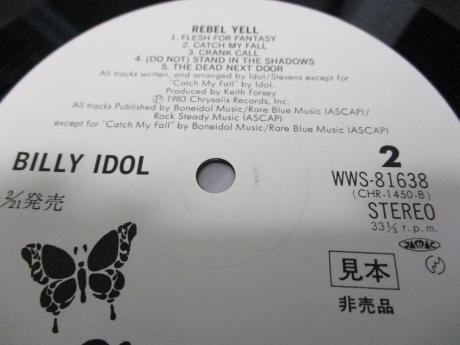 REBEL YELL
1. FLESH FOR FANTASY
2. CATCH MY FALL
3. CRANK CALL
4. (DO NOT) STAND IN THE SHADOWS
5. THE DEAD NEXT DOOR
All tracks written, and arranged by Idol/Stevens except for
"Catch My Fall" by Idol.
Produced by Keith Forsey
℗ 1983 Chrysalis Records, Inc.
All tracks Published by Boneidol Music/Rare Blue Music (ASCAP)/
Rock Steady Music (ASCAP)
except for "Catch My Fall" by Boneidol Music/Rare Blue Music (ASCAP)
BILLY IDOL
2/21発売
2
WWS-81638
(CHR-1450-B)
STEREO
33⅓ r.p.m.
JASRAC
見本
非売品